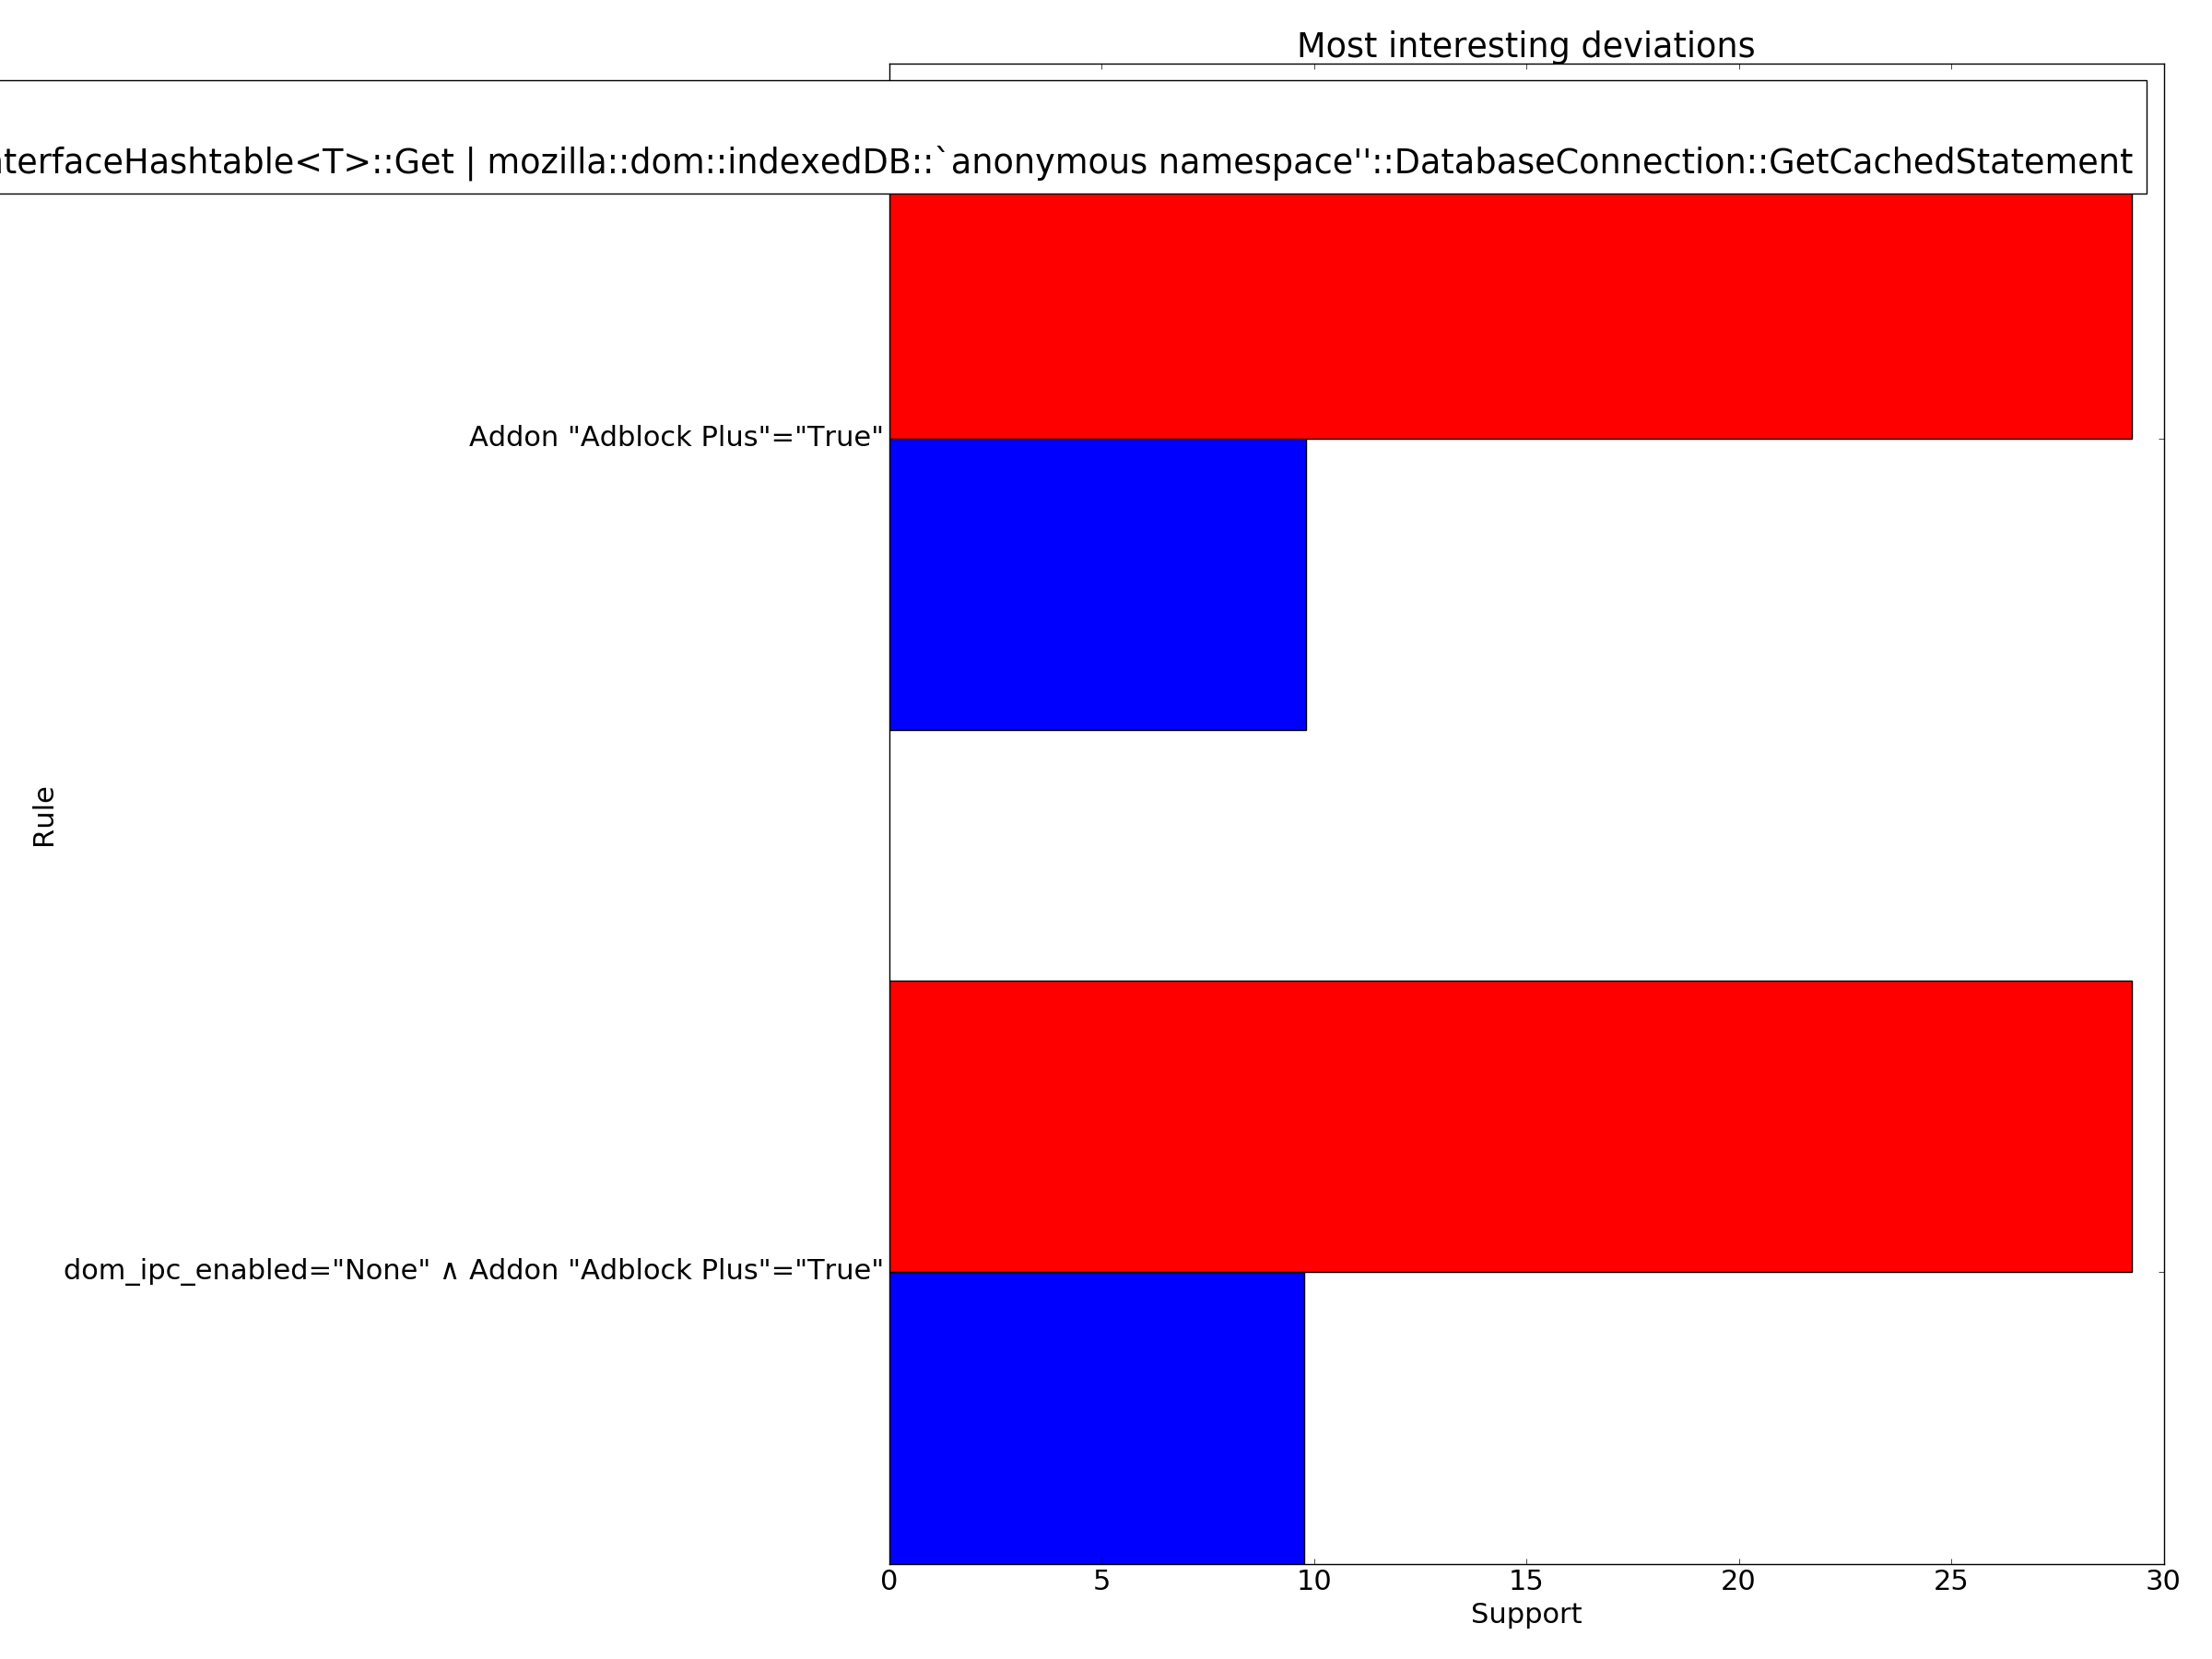 Most interesting deviations
terfaceHashtable<T>::Get | mozilla::dom::indexedDB::`anonymous namespace''::DatabaseConnection::GetCachedStatement
Addon "Adblock Plus"="True"
Rule
dom_ipc_enabled="None" ∧ Addon "Adblock Plus"="True"
0 5 10 15 20 25 30
Support